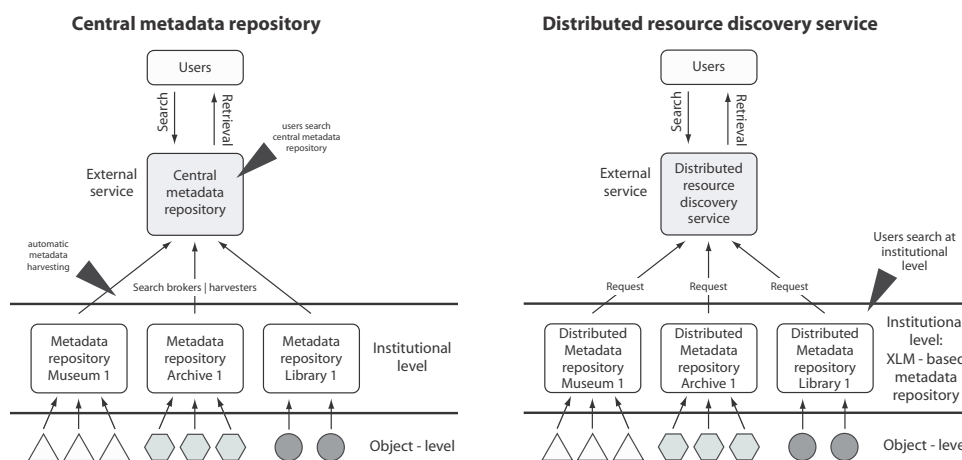 Central metadata repository
Users
Search
Retrieval
users search
central metadata
repository
External
service
Central
metadata
repository
automatic
metadata
harvesting
Search brokers | harvesters
Metadata
repository
Museum 1
Metadata
repository
Archive 1
Metadata
repository
Library 1
Institutional
level
Object - level
Distributed resource discovery service
Users
Search
Retrieval
External
service
Distributed
resource
discovery
service
Users search at
institutional
level
Request
Request
Request
Distributed
Metadata
repository
Museum 1
Distributed
Metadata
repository
Archive 1
Distributed
Metadata
repository
Library 1
Institutional
level:
XLM - based
metadata
repository
Object - level